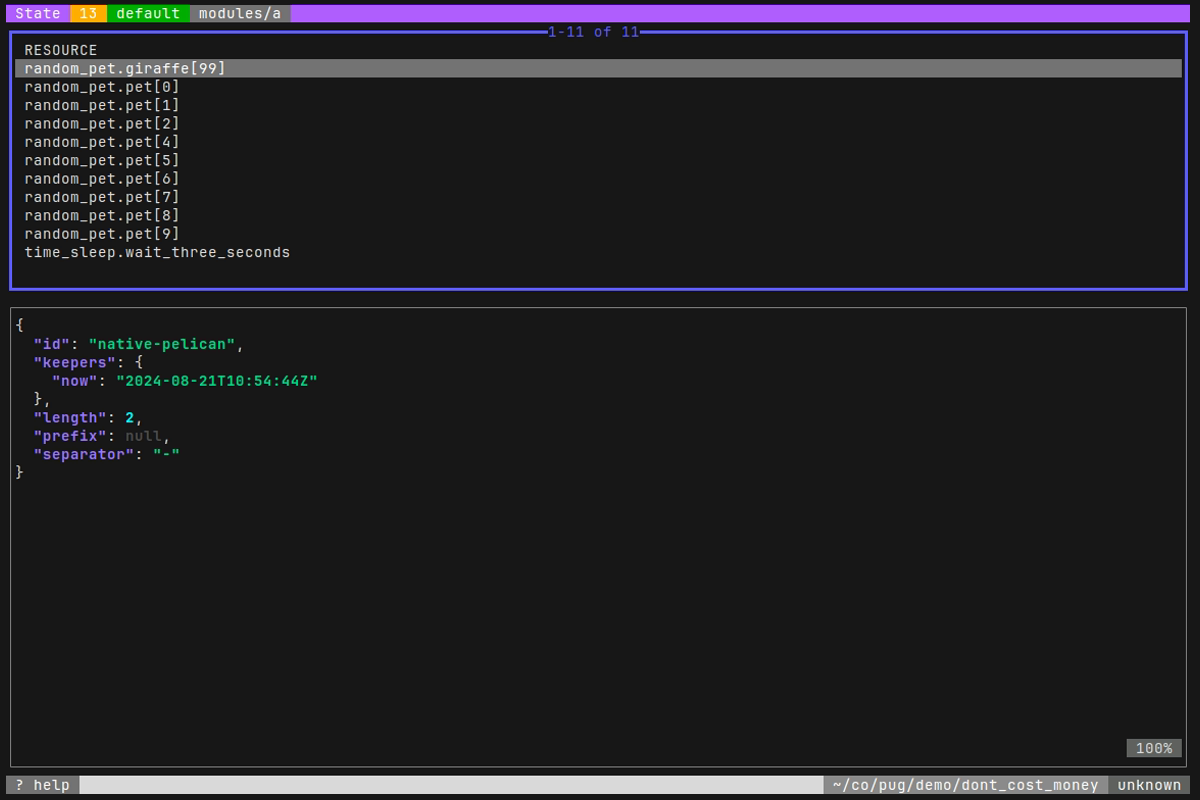 State 13 default modules/a
1-11 of 11
RESOURCE
random_pet.giraffe[99]
random_pet.pet[0]
random_pet.pet[1]
random_pet.pet[2]
random_pet.pet[4]
random_pet.pet[5]
random_pet.pet[6]
random_pet.pet[7]
random_pet.pet[8]
random_pet.pet[9]
time_sleep.wait_three_seconds
{
  "id": "native-pelican",
  "keepers": {
    "now": "2024-08-21T10:54:44Z"
  },
  "length": 2,
  "prefix": null,
  "separator": "-"
}
100%
? help ~/co/pug/demo/dont_cost_money unknown